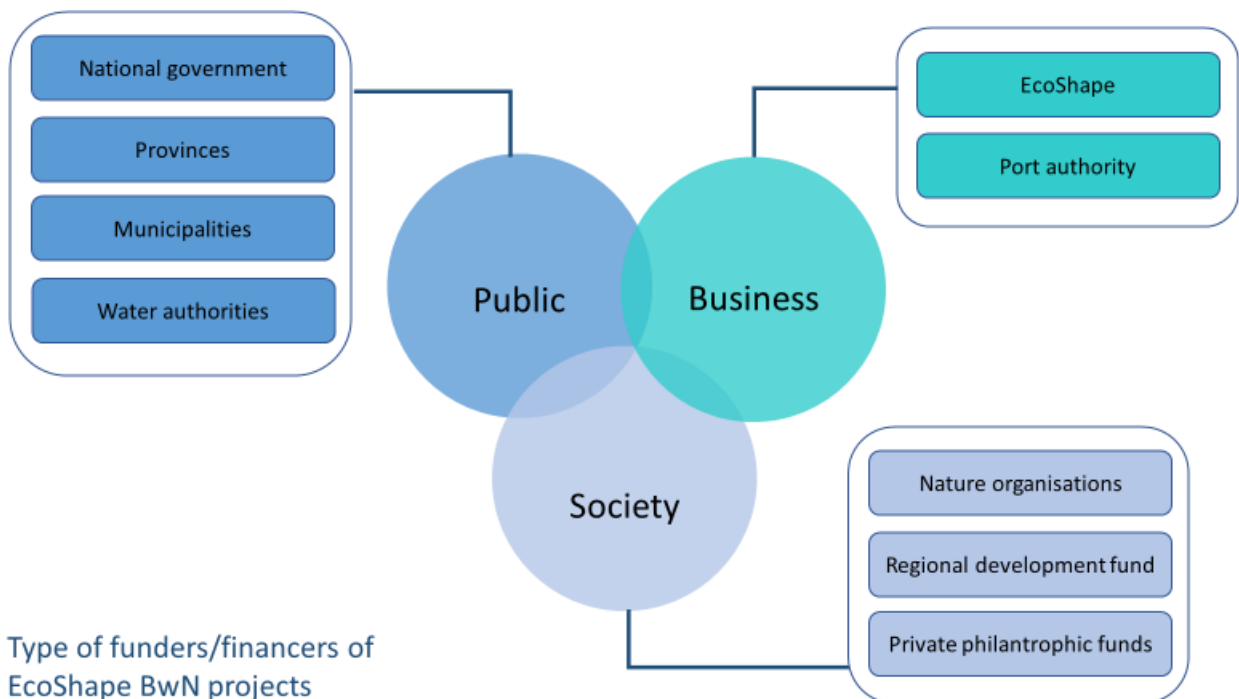 National government
Provinces
Municipalities
Water authorities
EcoShape
Port authority
Public
Business
Society
Nature organisations
Regional development fund
Private philantrophic funds
Type of funders/financers of
EcoShape BwN projects